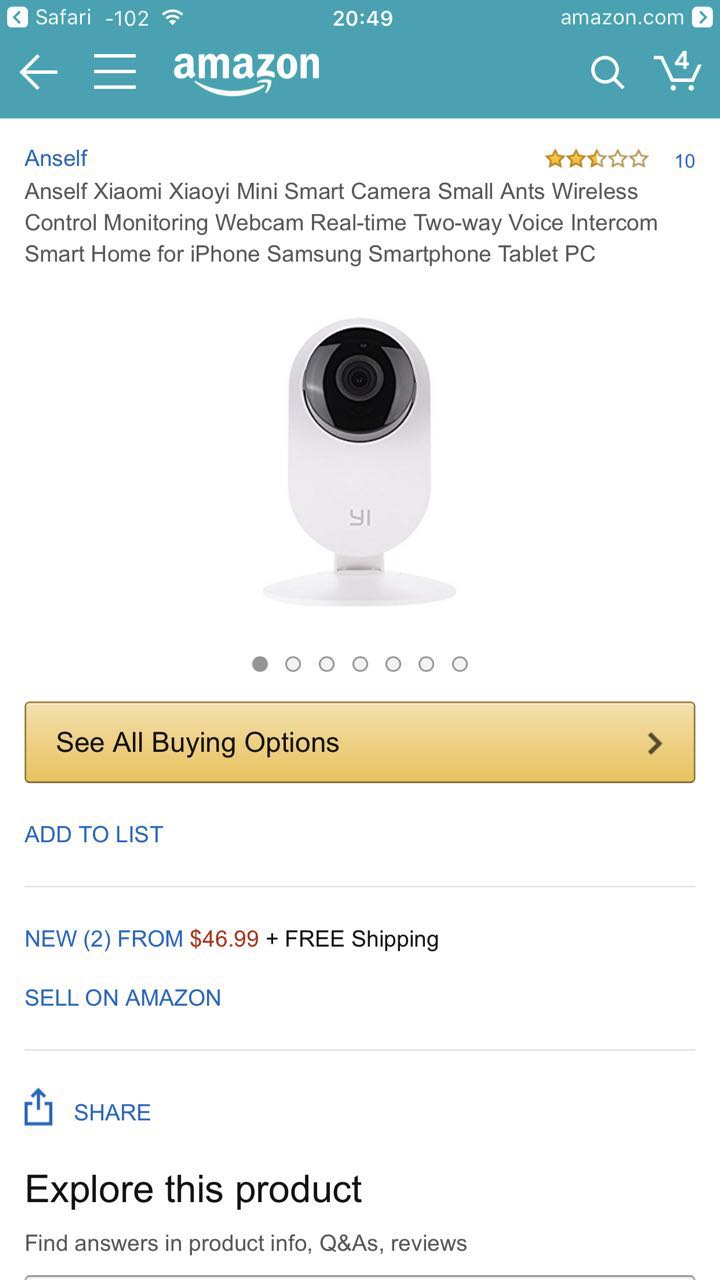 Safari -102 20:49 amazon.com
amazon 4
Anself 10
Anself Xiaomi Xiaoyi Mini Smart Camera Small Ants Wireless
Control Monitoring Webcam Real-time Two-way Voice Intercom
Smart Home for iPhone Samsung Smartphone Tablet PC
YI
See All Buying Options
ADD TO LIST
NEW (2) FROM $46.99 + FREE Shipping
SELL ON AMAZON
SHARE
Explore this product
Find answers in product info, Q&As, reviews